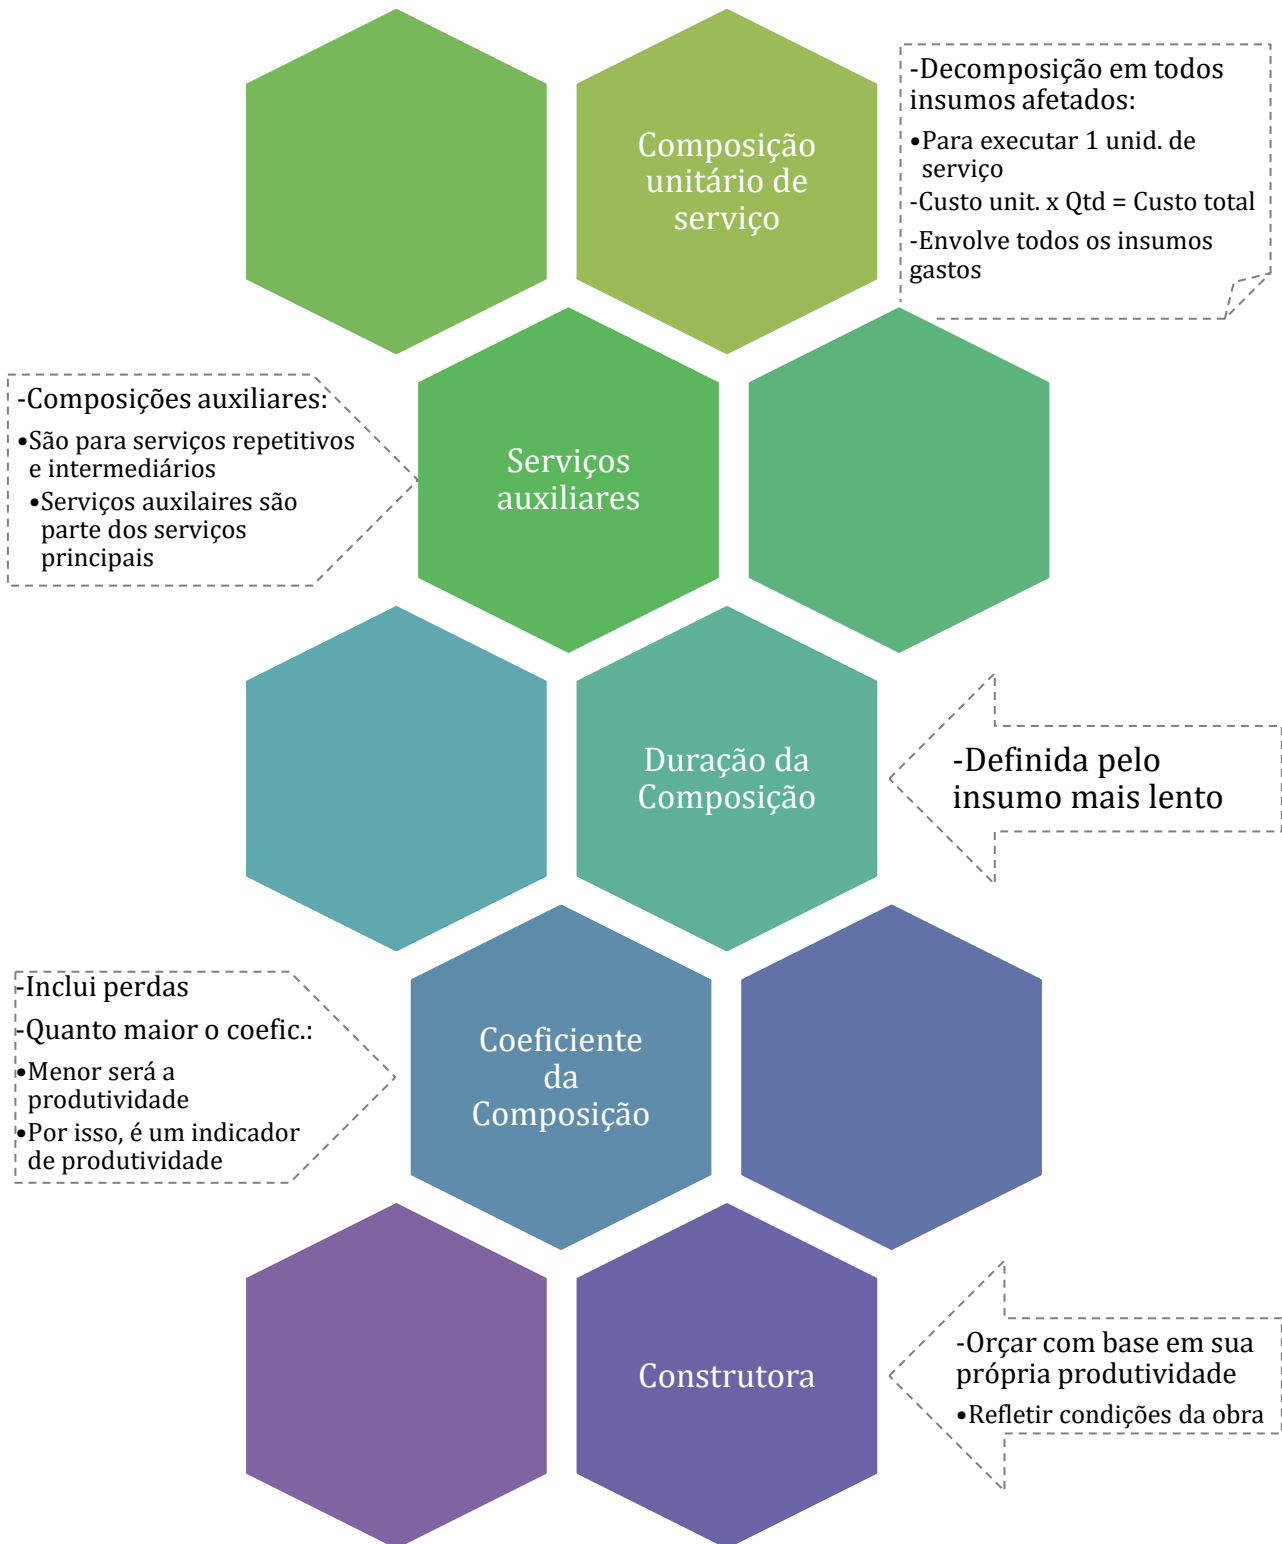 Composição
unitário de
serviço
-Decomposição em todos
insumos afetados:
•Para executar 1 unid. de
serviço
-Custo unit. x Qtd = Custo total
-Envolve todos os insumos
gastos
-Composições auxiliares:
•São para serviços repetitivos
e intermediários
•Serviços auxilaires são
parte dos serviços
principais
Serviços
auxiliares
Duração da
Composição
-Definida pelo
insumo mais lento
-Inclui perdas
-Quanto maior o coefic.:
•Menor será a
produtividade
•Por isso, é um indicador
de produtividade
Coeficiente
da
Composição
Construtora
-Orçar com base em sua
própria produtividade
•Refletir condições da obra